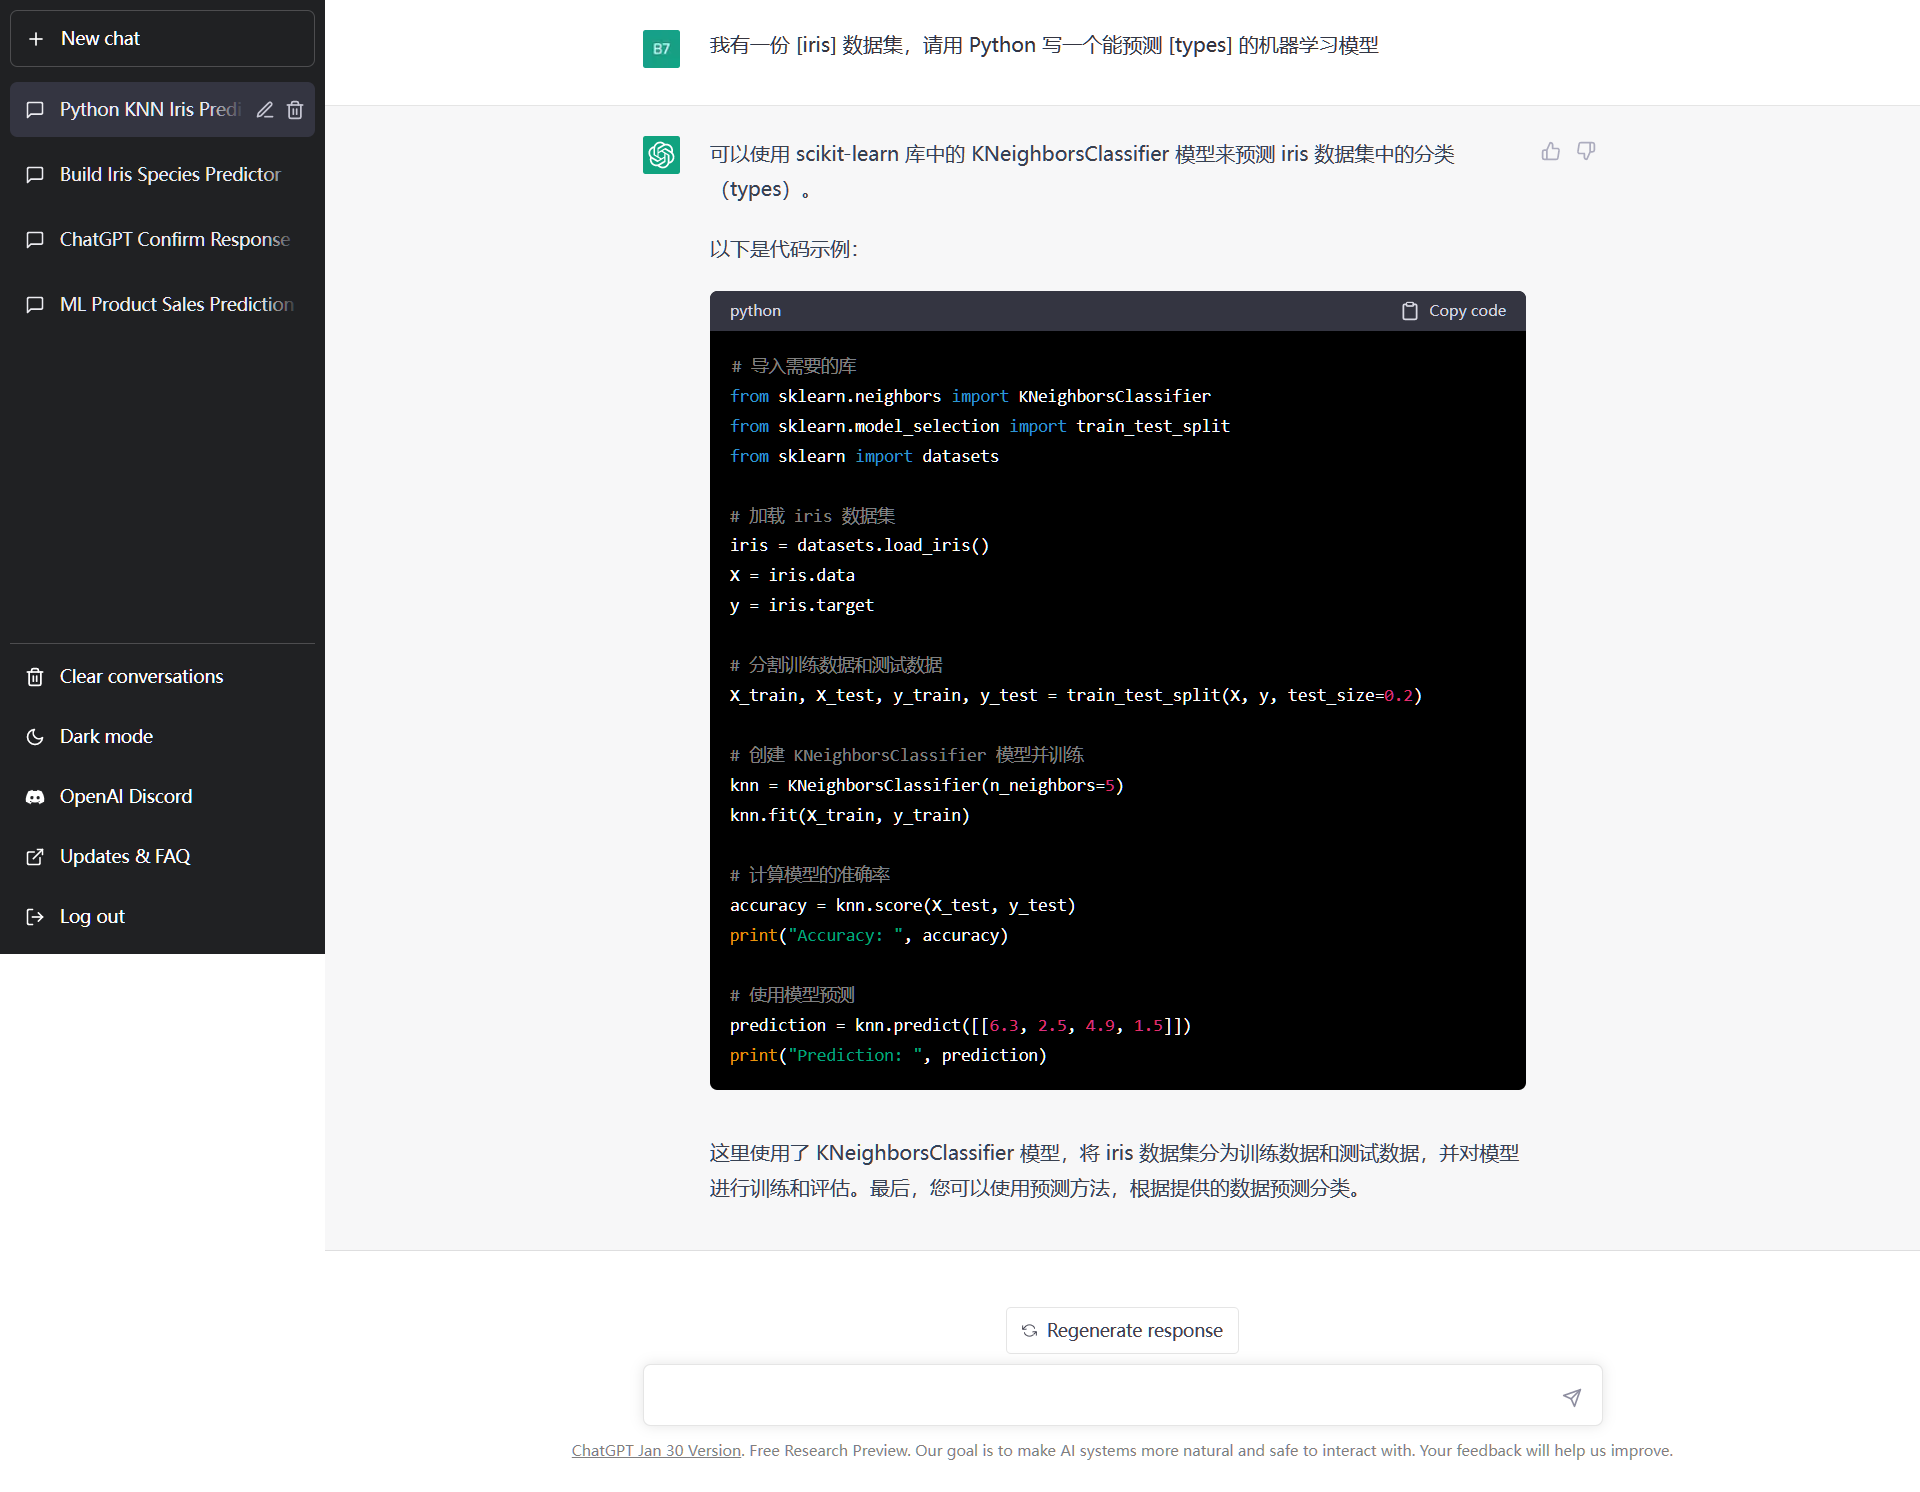 New chat
Python KNN Iris Predi
Build Iris Species Predictor
ChatGPT Confirm Response
ML Product Sales Prediction
Clear conversations
Dark mode
OpenAI Discord
Updates & FAQ
Log out
B7
我有一份 [iris] 数据集，请用 Python 写一个能预测 [types] 的机器学习模型
可以使用 scikit-learn 库中的 KNeighborsClassifier 模型来预测 iris 数据集中的分类
（types）。
以下是代码示例：
python
Copy code
# 导入需要的库
from sklearn.neighbors import KNeighborsClassifier
from sklearn.model_selection import train_test_split
from sklearn import datasets
# 加载 iris 数据集
iris = datasets.load_iris()
X = iris.data
y = iris.target
# 分割训练数据和测试数据
X_train, X_test, y_train, y_test = train_test_split(X, y, test_size=0.2)
# 创建 KNeighborsClassifier 模型并训练
knn = KNeighborsClassifier(n_neighbors=5)
knn.fit(X_train, y_train)
# 计算模型的准确率
accuracy = knn.score(X_test, y_test)
print("Accuracy: ", accuracy)
# 使用模型预测
prediction = knn.predict([[6.3, 2.5, 4.9, 1.5]])
print("Prediction: ", prediction)
这里使用了 KNeighborsClassifier 模型，将 iris 数据集分为训练数据和测试数据，并对模型
进行训练和评估。最后，您可以使用预测方法，根据提供的数据预测分类。
Regenerate response
ChatGPT Jan 30 Version. Free Research Preview. Our goal is to make AI systems more natural and safe to interact with. Your feedback will help us improve.